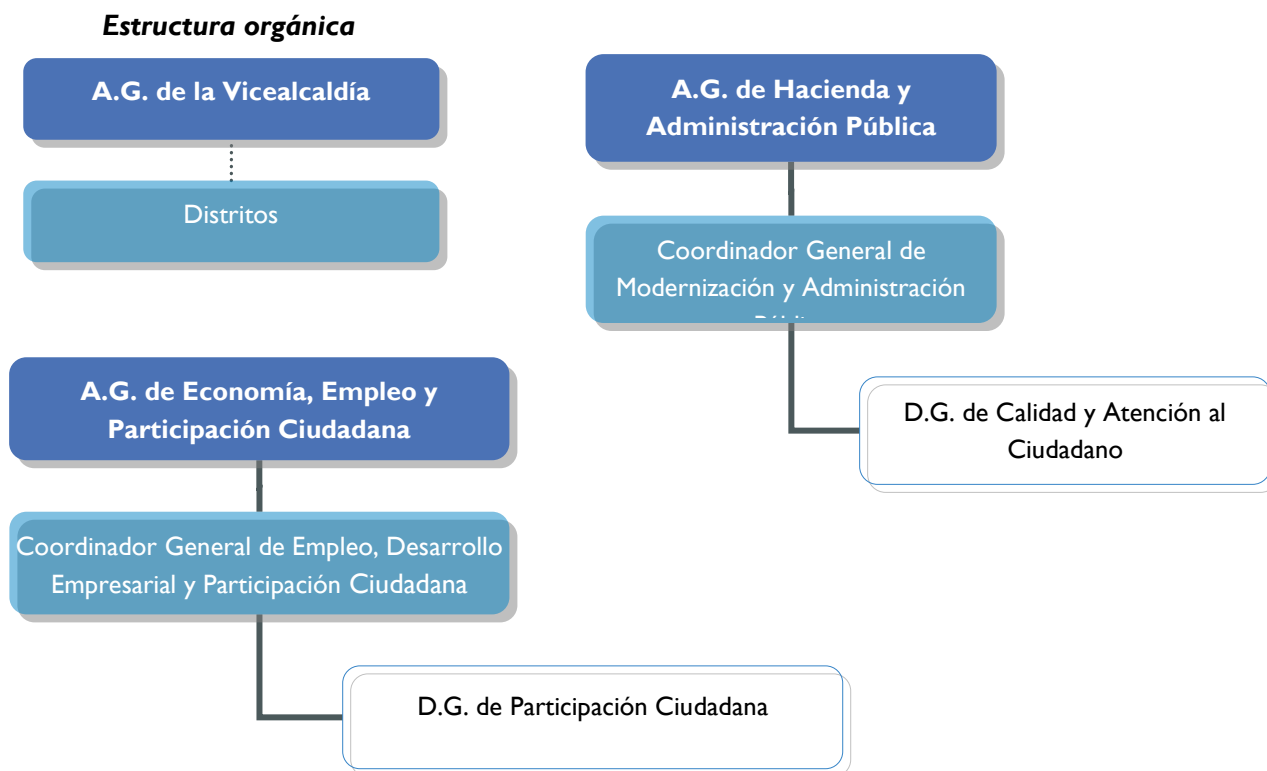 Estructura orgánica
A.G. de la Vicealcaldía
Distritos
A.G. de Hacienda y
Administración Pública
Coordinador General de
Modernización y Administración
A.G. de Economía, Empleo y
Participación Ciudadana
Coordinador General de Empleo, Desarrollo
Empresarial y Participación Ciudadana
D.G. de Calidad y Atención al
Ciudadano
D.G. de Participación Ciudadana